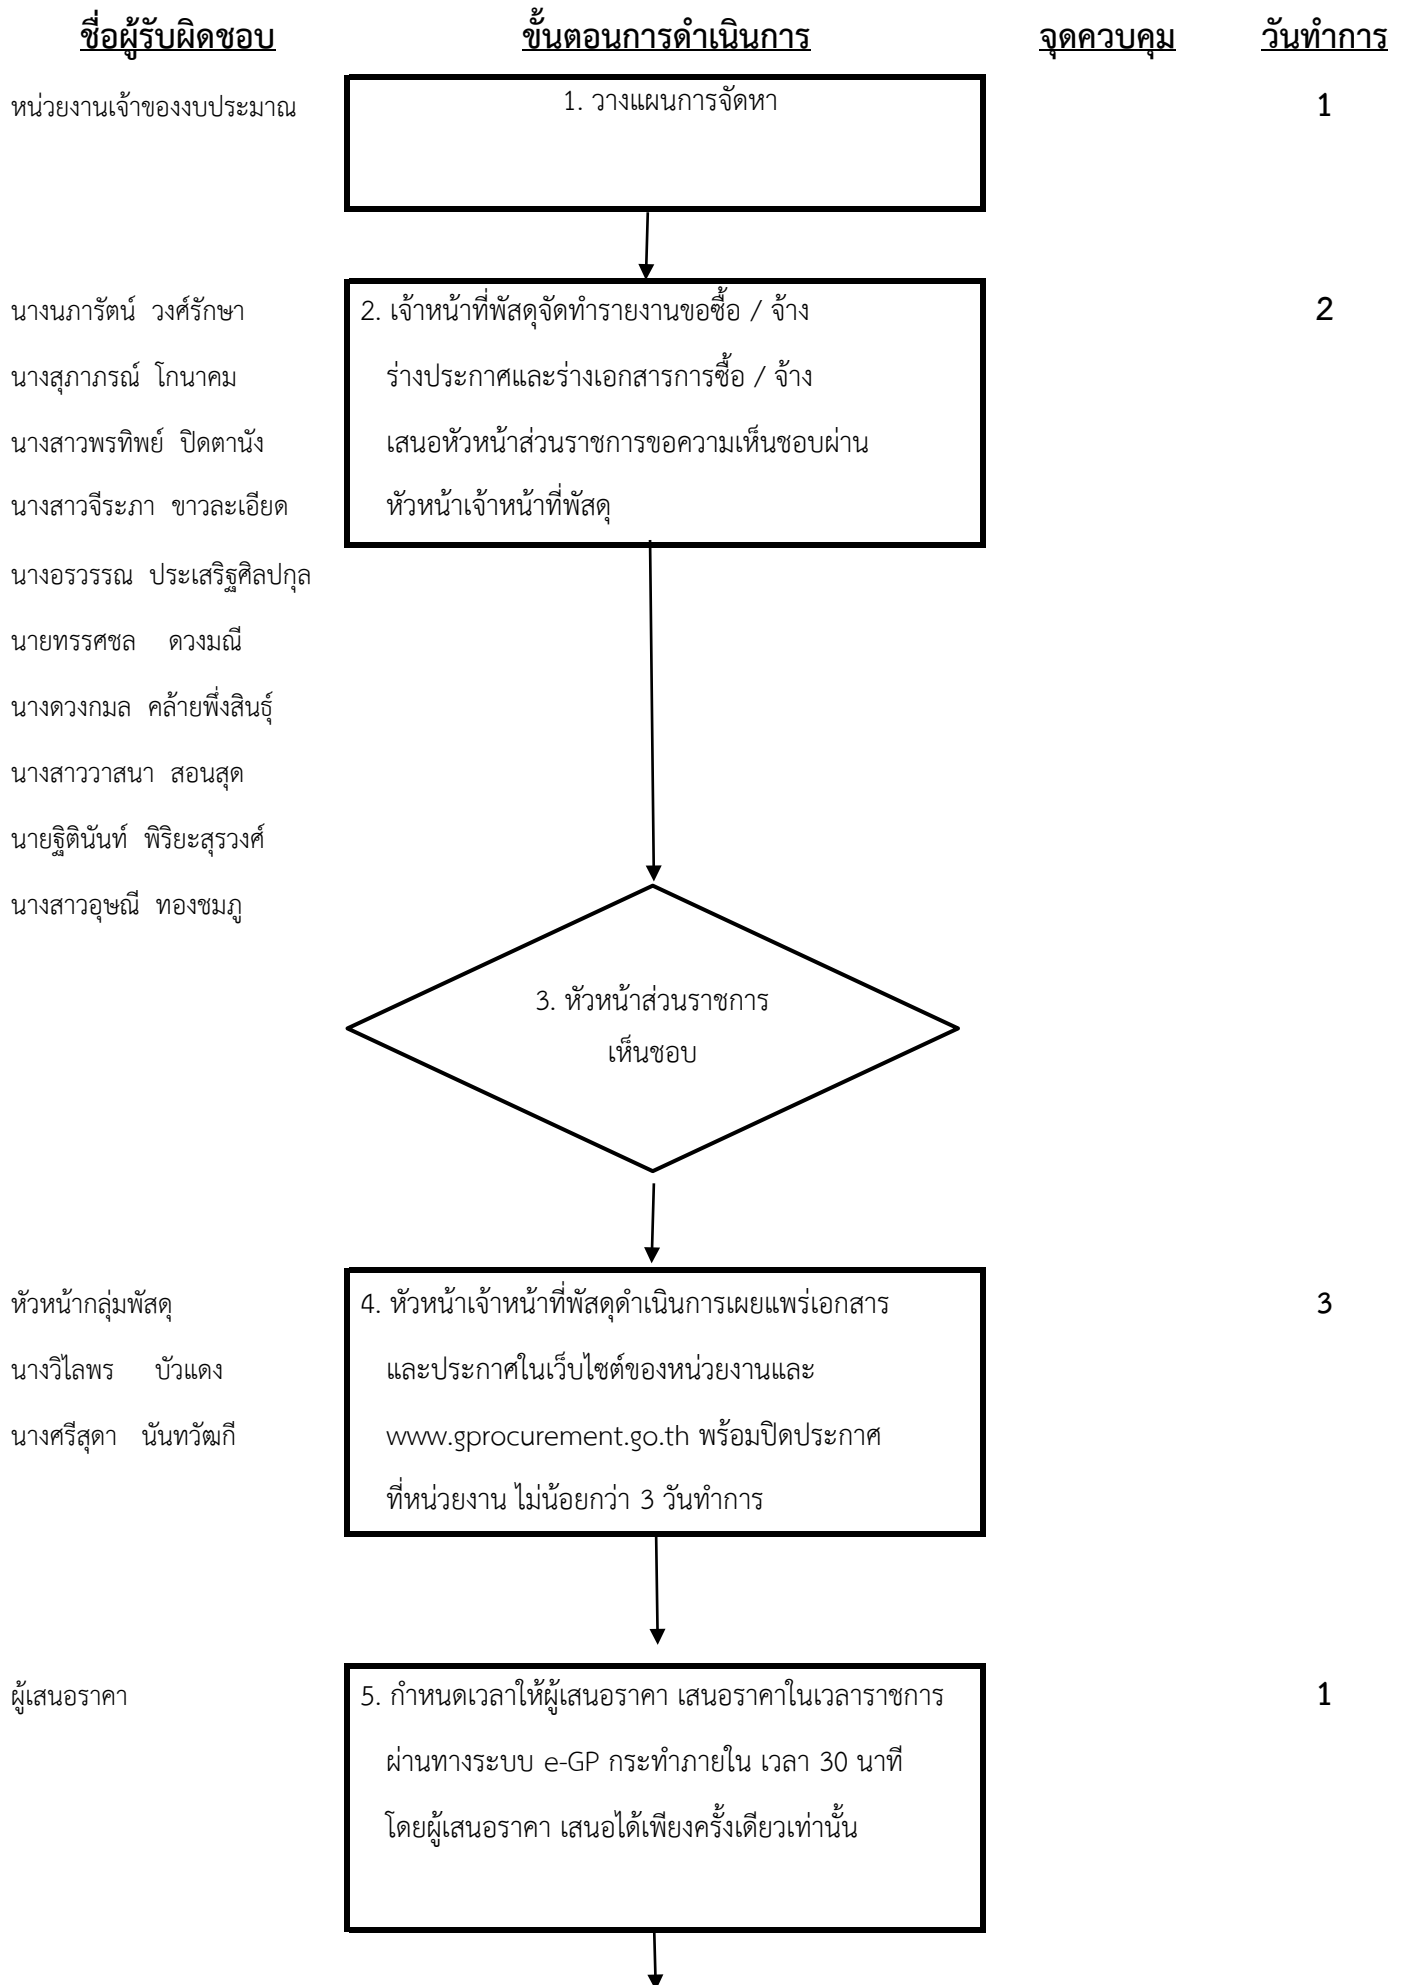 ชื่อผู้รับผิดชอบ ขั้นตอนการดำเนินการ จุดควบคุม วันทำการ
หน่วยงานเจ้าของงบประมาณ 1. วางแผนการจัดหา 1
นางนภารัตน์ วงศ์รักษา 2. เจ้าหน้าที่พัสดุจัดทำรายงานขอซื้อ / จ้าง 2
นางสุภาภรณ์ โกนาคม ร่างประกาศและร่างเอกสารการซื้อ / จ้าง
นางสาวพรทิพย์ ปิดตานัง เสนอหัวหน้าส่วนราชการขอความเห็นชอบผ่าน
นางสาวจีระภา ขาวละเอียด หัวหน้าเจ้าหน้าที่พัสดุ
นางอรวรรณ ประเสริฐศิลปกุล
นายทรรศชล ดวงมณี
นางดวงกมล คล้ายพึ่งสินธุ์
นางสาววาสนา สอนสุด
นายฐิตินันท์ พิริยะสุรวงศ์
นางสาวอุษณี ทองชมภู
3. หัวหน้าส่วนราชการ
เห็นชอบ
หัวหน้ากลุ่มพัสดุ 4. หัวหน้าเจ้าหน้าที่พัสดุดำเนินการเผยแพร่เอกสาร 3
นางวิไลพร บัวแดง และประกาศในเว็บไซต์ของหน่วยงานและ
นางศรีสุดา นันทวัฒกี www.gprocurement.go.th พร้อมปิดประกาศ
ที่หน่วยงาน ไม่น้อยกว่า 3 วันทำการ
ผู้เสนอราคา 5. กำหนดเวลาให้ผู้เสนอราคา เสนอราคาในเวลาราชการ 1
ผ่านทางระบบ e-GP กระทำภายใน เวลา 30 นาที
โดยผู้เสนอราคา เสนอได้เพียงครั้งเดียวเท่านั้น